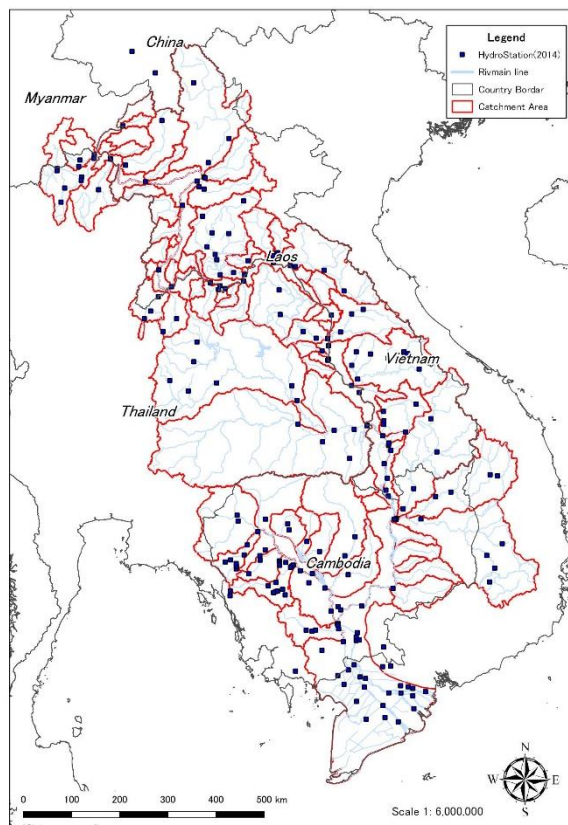 China
Legend
HydroStation(2014)
Rivmain line
Country Bordar
Catchment Area
Myanmar
Laos
Vietnam
Thailand
Cambodia
N
W E
S
0 100 200 300 400 500 km
Scale 1: 6,000,000